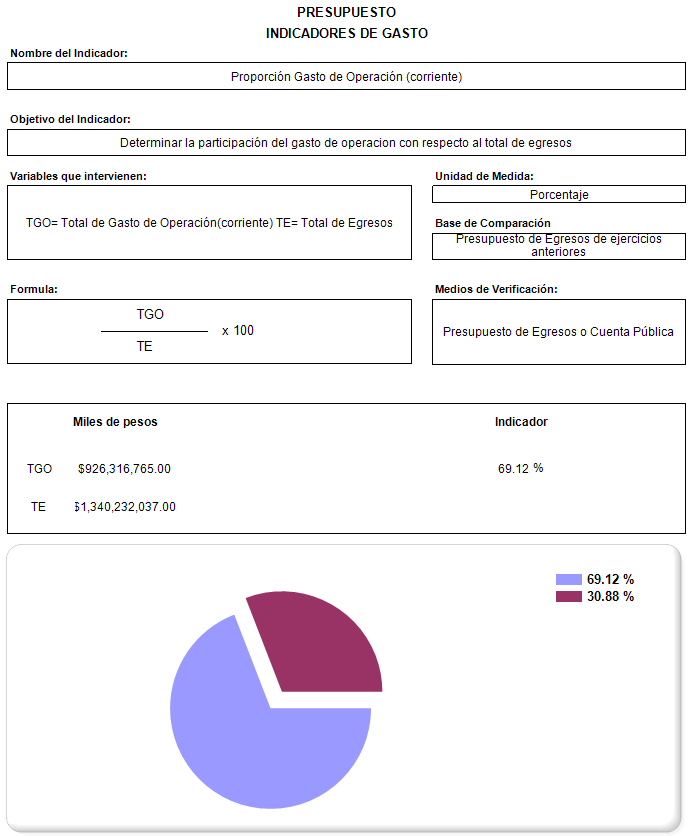 PRESUPUESTO
INDICADORES DE GASTO
Nombre del Indicador:
Proporción Gasto de Operación (corriente)
Objetivo del Indicador:
Determinar la participación del gasto de operacion con respecto al total de egresos
Variables que intervienen:
TGO= Total de Gasto de Operación(corriente) TE= Total de Egresos
Unidad de Medida:
Porcentaje
Base de Comparación
Presupuesto de Egresos de ejercicios
anteriores
Formula:
TGO
x 100
TE
Medios de Verificación:
Presupuesto de Egresos o Cuenta Pública
Miles de pesos Indicador
TGO $926,316,765.00 69.12 %
TE $1,340,232,037.00
69.12 %
30.88 %